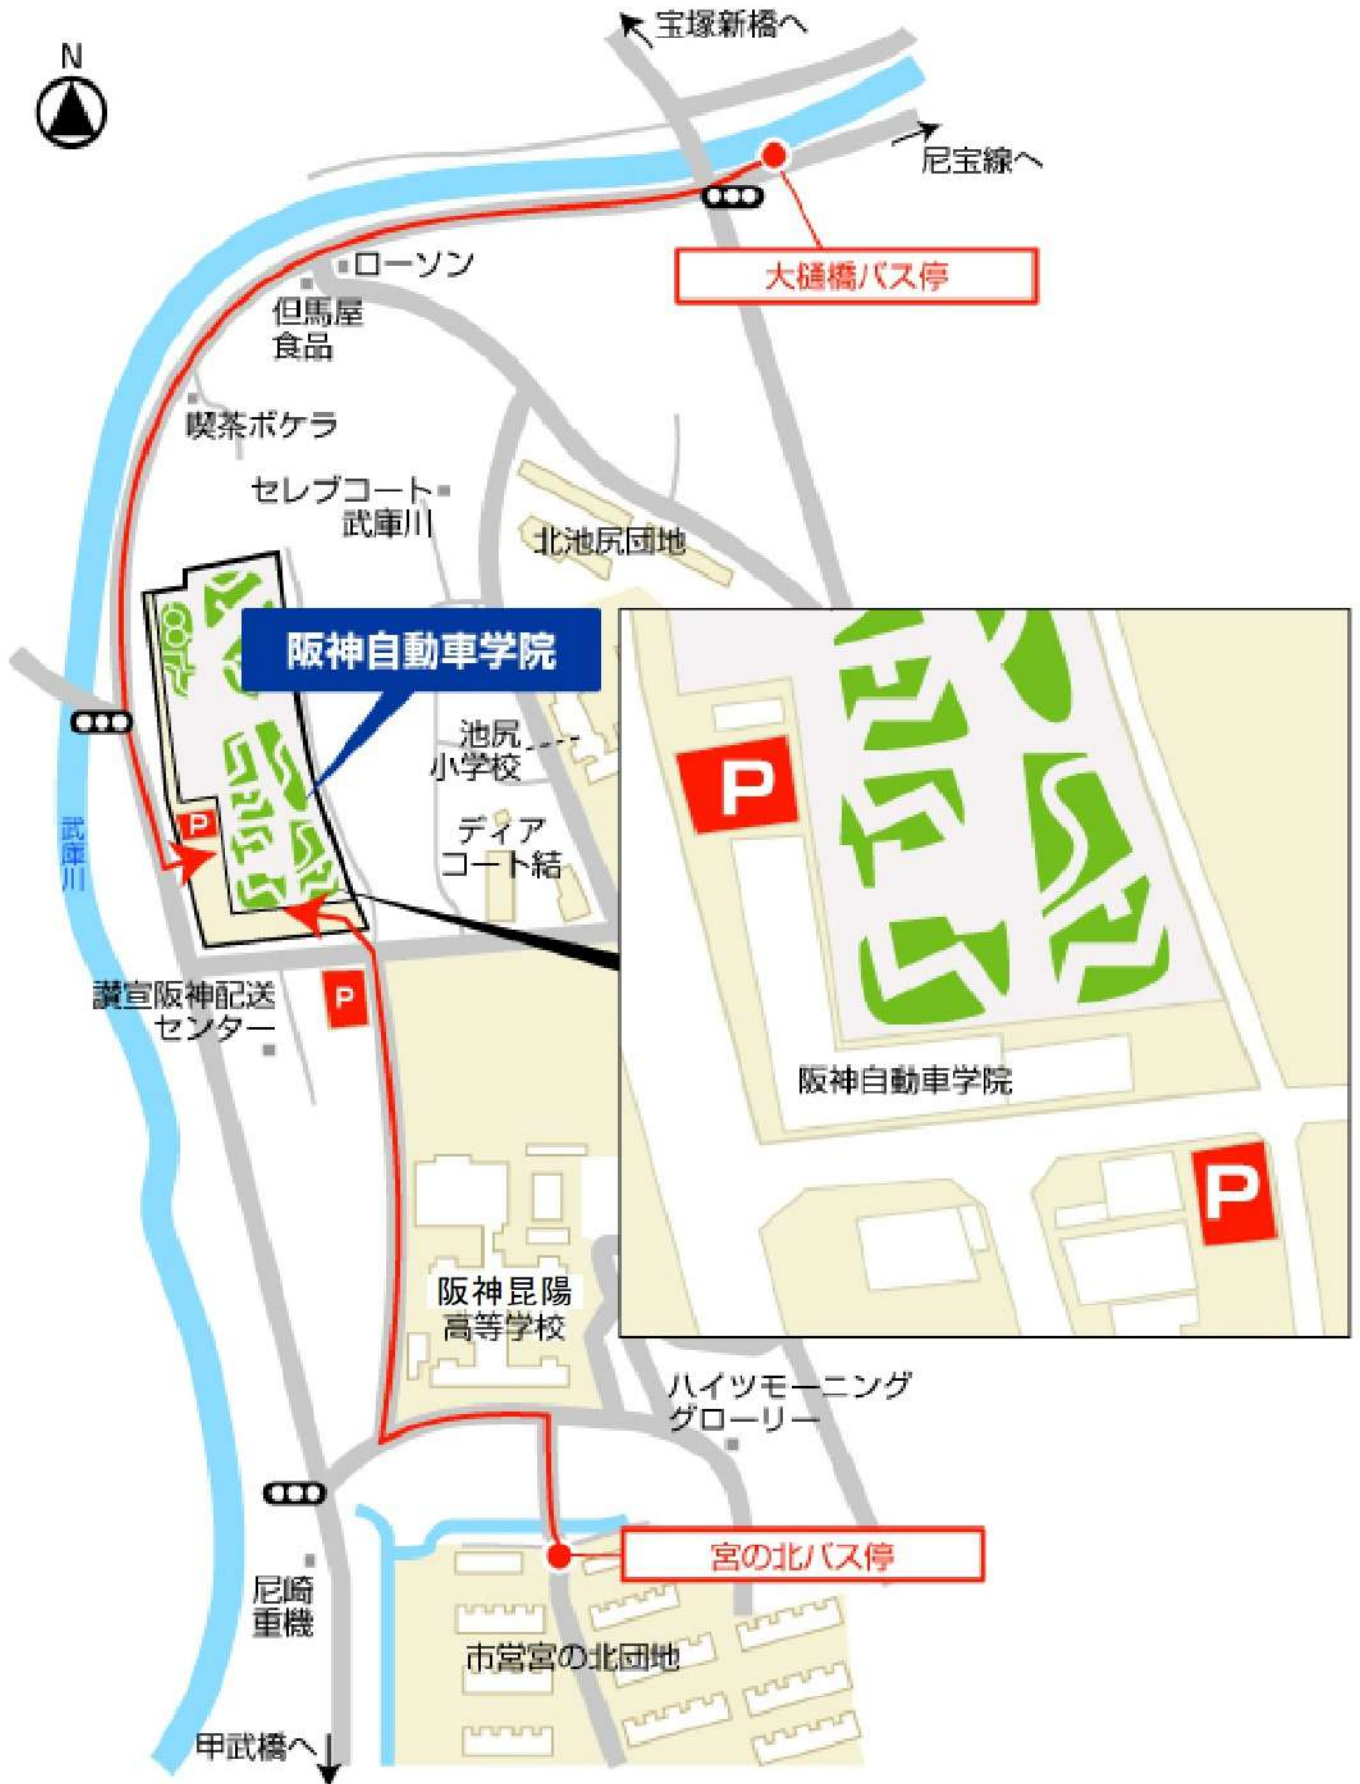 N
宝塚新橋へ
尼宝線へ
大樋橋バス停
ローソン
但馬屋
食品
喫茶ボケラ
セレブコート
武庫川
北池尻団地
阪神自動車学院
池尻
小学校
ディア
コート結
武庫川
P
P
讃宣阪神配送
センター
P
阪神自動車学院
P
阪神昆陽
高等学校
ハイツモーニング
グローリー
宮の北バス停
尼崎
重機
市営宮の北団地
甲武橋へ